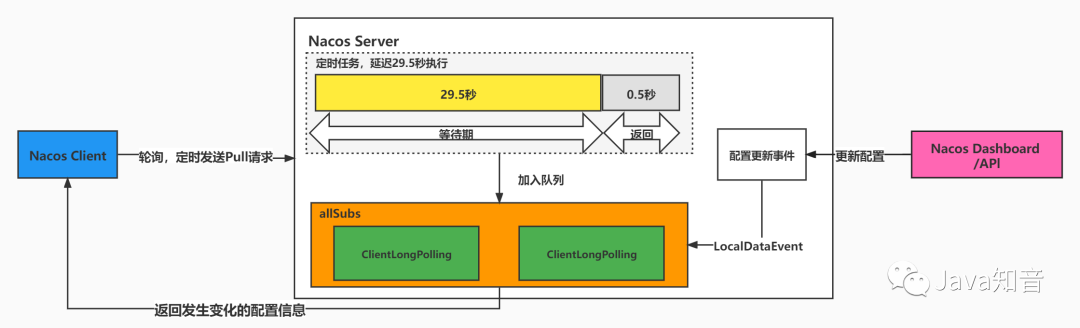 Nacos Server
定时任务，延迟29.5秒执行
29.5秒
0.5秒
等待期
返回
Nacos Client
轮询，定时发送Pull请求
配置更新事件
更新配置
Nacos Dashboard
/API
加入队列
allSubs
ClientLongPolling
ClientLongPolling
LocalDataEvent
Java知音
返回发生变化的配置信息